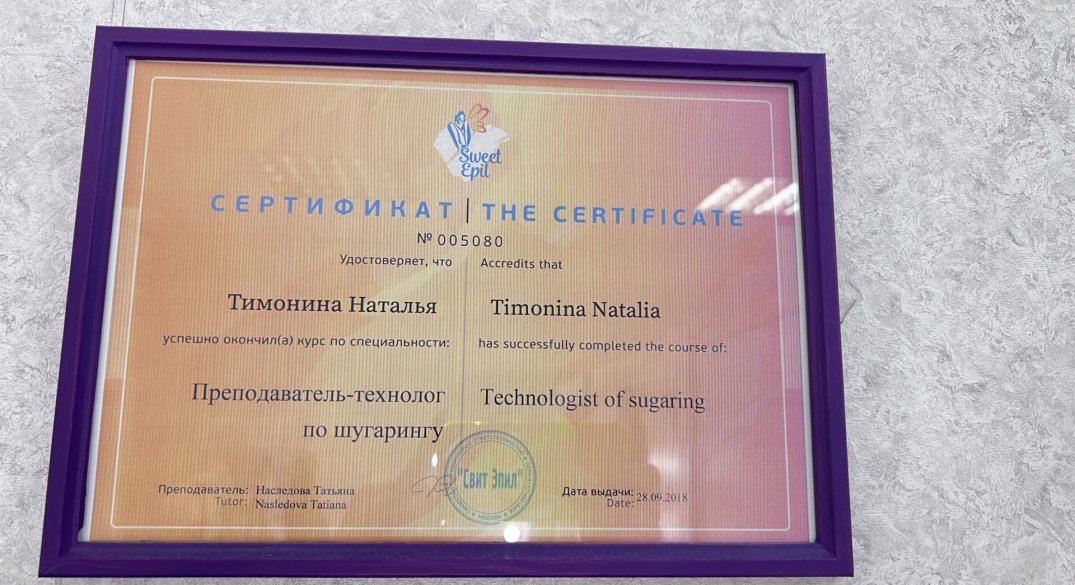 Sweet
Epil
СЕРТИФИКАТ | THE CERTIFICATE
№ 005080
Удостоверяет, что
Accredits that
Тимонина Наталья
Timonina Natalia
успешно окончил(а) курс по специальности:
has successfully completed the course of:
Преподаватель-технолог
по шугарингу
Technologist of sugaring
"Свит Эпил"
МОСКВА
Преподаватель: Наследова Татьяна
Tutor: Nasledova Tatiana
Дата выдачи: 28.09.2018
Date: